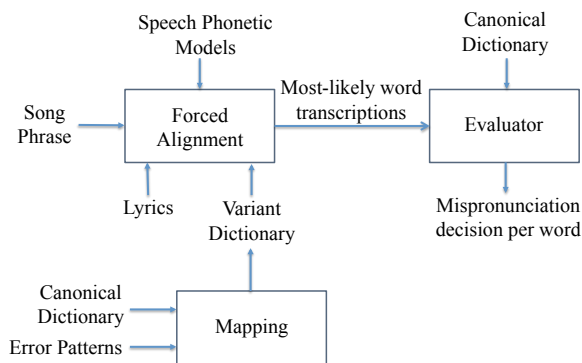 Speech Phonetic
Models
Canonical
Dictionary
Song
Phrase
Forced
Alignment
Most-likely word
transcriptions
Evaluator
Lyrics
Variant
Dictionary
Mispronunciation
decision per word
Canonical
Dictionary
Error Patterns
Mapping